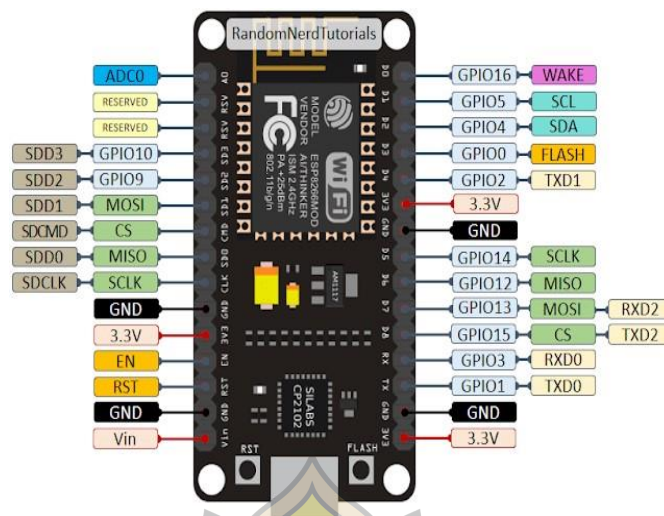 RandomNerdTutorials
ADC0
RESERVED
RESERVED
SDD3 GPIO10
SDD2 GPIO9
SDD1 MOSI
SDCMD CS
SDD0 MISO
SDCLK SCLK
GND
3.3V
EN
RST
GND
Vin
A0
RSV
RSV
SD3
SD2
SD1
CMD
SD0
CLK
GND
3V3
EN
RST
GND
Vin
MODEL ESP8266MOD
VENDOR AI/THINKER
ISM 2.4GHz
PA +25dBm
802.11b/g/n
FC
WiFi
AM1117
SILABS
CP2102
RST
FLASH
D0
D1
D2
D3
D4
3V3
GND
D5
D6
D7
D8
RX
TX
GND
3V3
GPIO16 WAKE
GPIO5 SCL
GPIO4 SDA
GPIO0 FLASH
GPIO2 TXD1
3.3V
GND
GPIO14 SCLK
GPIO12 MISO
GPIO13 MOSI RXD2
GPIO15 CS TXD2
GPIO3 RXD0
GPIO1 TXD0
GND
3.3V